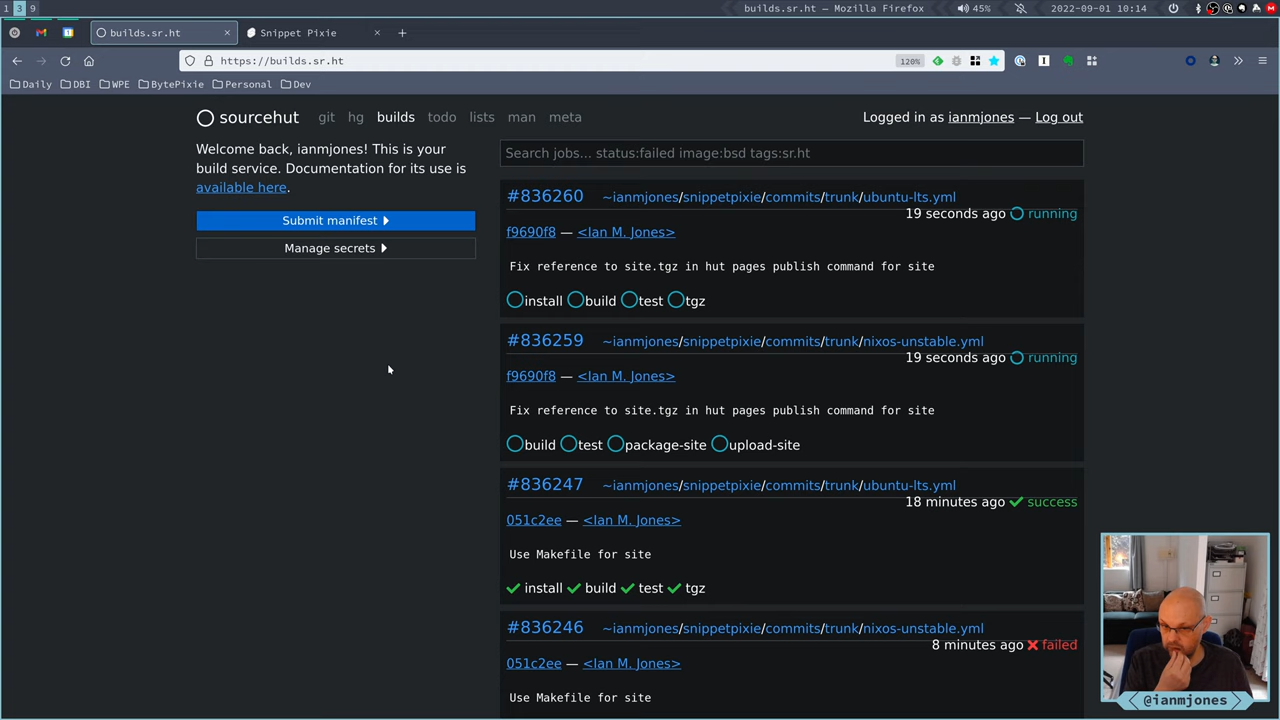 1 3 9 builds.sr.ht — Mozilla Firefox 45% 2022-09-01 10:14
builds.sr.ht × Snippet Pixie × +
https://builds.sr.ht 120%
Daily DBI WPE BytePixie Personal Dev
sourcehut git hg builds todo lists man meta Logged in as ianmjones — Log out
Welcome back, ianmjones! This is your
build service. Documentation for its use is
available here.
Submit manifest
Manage secrets
Search jobs... status:failed image:bsd tags:sr.ht
#836260 ~ianmjones/snippetpixie/commits/trunk/ubuntu-lts.yml
19 seconds ago running
f9690f8 — <Ian M. Jones>
Fix reference to site.tgz in hut pages publish command for site
install build test tgz
#836259 ~ianmjones/snippetpixie/commits/trunk/nixos-unstable.yml
19 seconds ago running
f9690f8 — <Ian M. Jones>
Fix reference to site.tgz in hut pages publish command for site
build test package-site upload-site
#836247 ~ianmjones/snippetpixie/commits/trunk/ubuntu-lts.yml
18 minutes ago success
051c2ee — <Ian M. Jones>
Use Makefile for site
install build test tgz
#836246 ~ianmjones/snippetpixie/commits/trunk/nixos-unstable.yml
8 minutes ago failed
051c2ee — <Ian M. Jones>
Use Makefile for site
@ianmjones